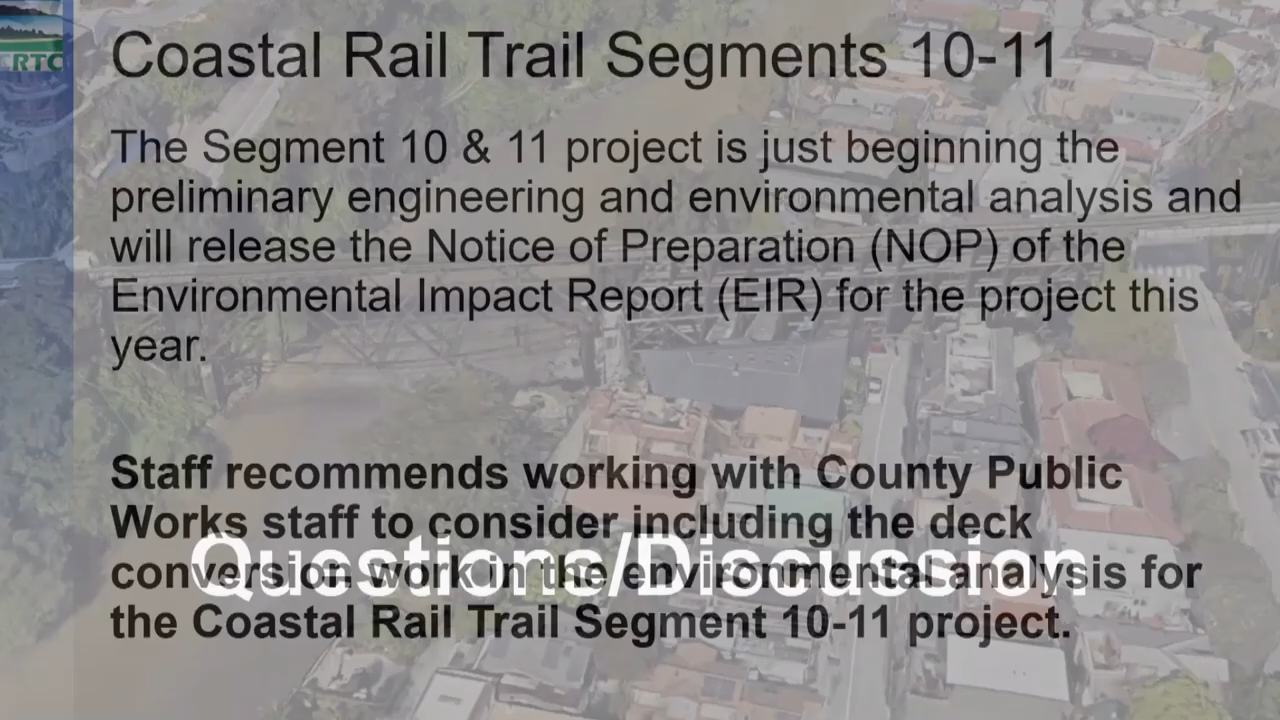 RTC
Coastal Rail Trail Segments 10-11
The Segment 10 & 11 project is just beginning the
preliminary engineering and environmental analysis and
will release the Notice of Preparation (NOP) of the
Environmental Impact Report (EIR) for the project this
year.
Staff recommends working with County Public
Works staff to consider including the deck
conversion work in the environmental analysis for
the Coastal Rail Trail Segment 10-11 project.
Questions/Discussion